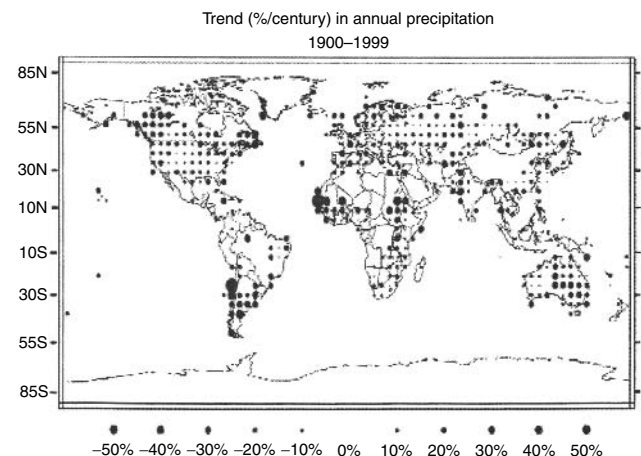 Trend (%/century) in annual precipitation
1900–1999
85N
55N
30N
10N
10S
30S
55S
85S
–50% –40% –30% –20% –10% 0% 10% 20% 30% 40% 50%